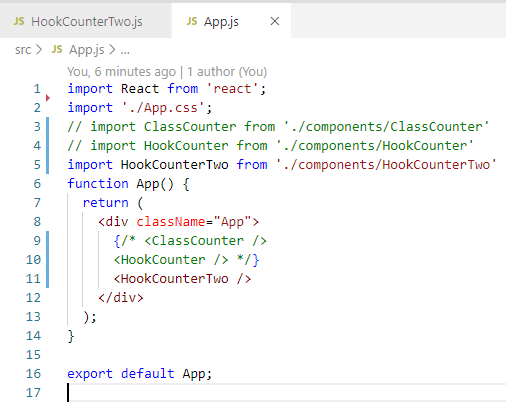 JS HookCounterTwo.js JS App.js ×
src > JS App.js > ...
You, 6 minutes ago | 1 author (You)
1 import React from 'react';
2 import './App.css';
3 // import ClassCounter from './components/ClassCounter'
4 // import HookCounter from './components/HookCounter'
5 import HookCounterTwo from './components/HookCounterTwo'
6 function App() {
7   return (
8     <div className="App">
9       {/* <ClassCounter />
10       <HookCounter /> */}
11       <HookCounterTwo />
12     </div>
13   );
14 }
15
16 export default App;
17